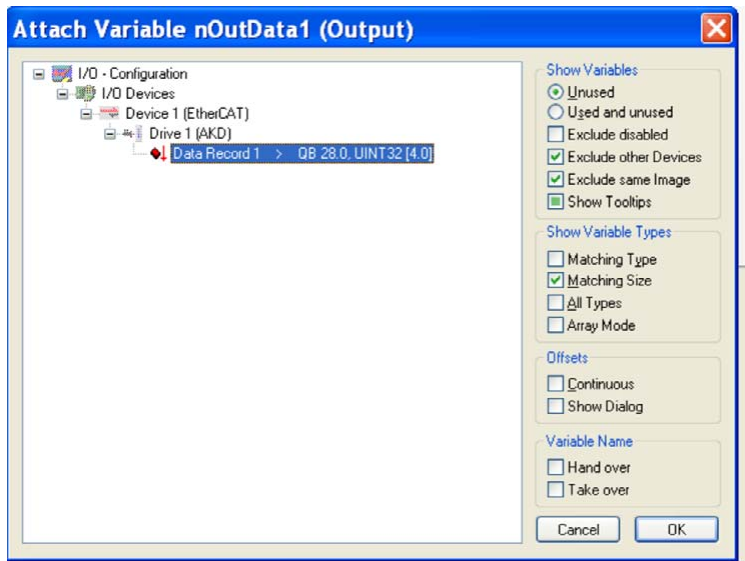 Attach Variable nOutData1 (Output)
I/O - Configuration
I/O Devices
Device 1 (EtherCAT)
Drive 1 (AKD)
Data Record 1 > QB 28.0, UINT32 [4.0]
Show Variables
Unused
Used and unused
Exclude disabled
Exclude other Devices
Exclude same Image
Show Tooltips
Show Variable Types
Matching Type
Matching Size
All Types
Array Mode
Offsets
Continuous
Show Dialog
Variable Name
Hand over
Take over
Cancel
OK